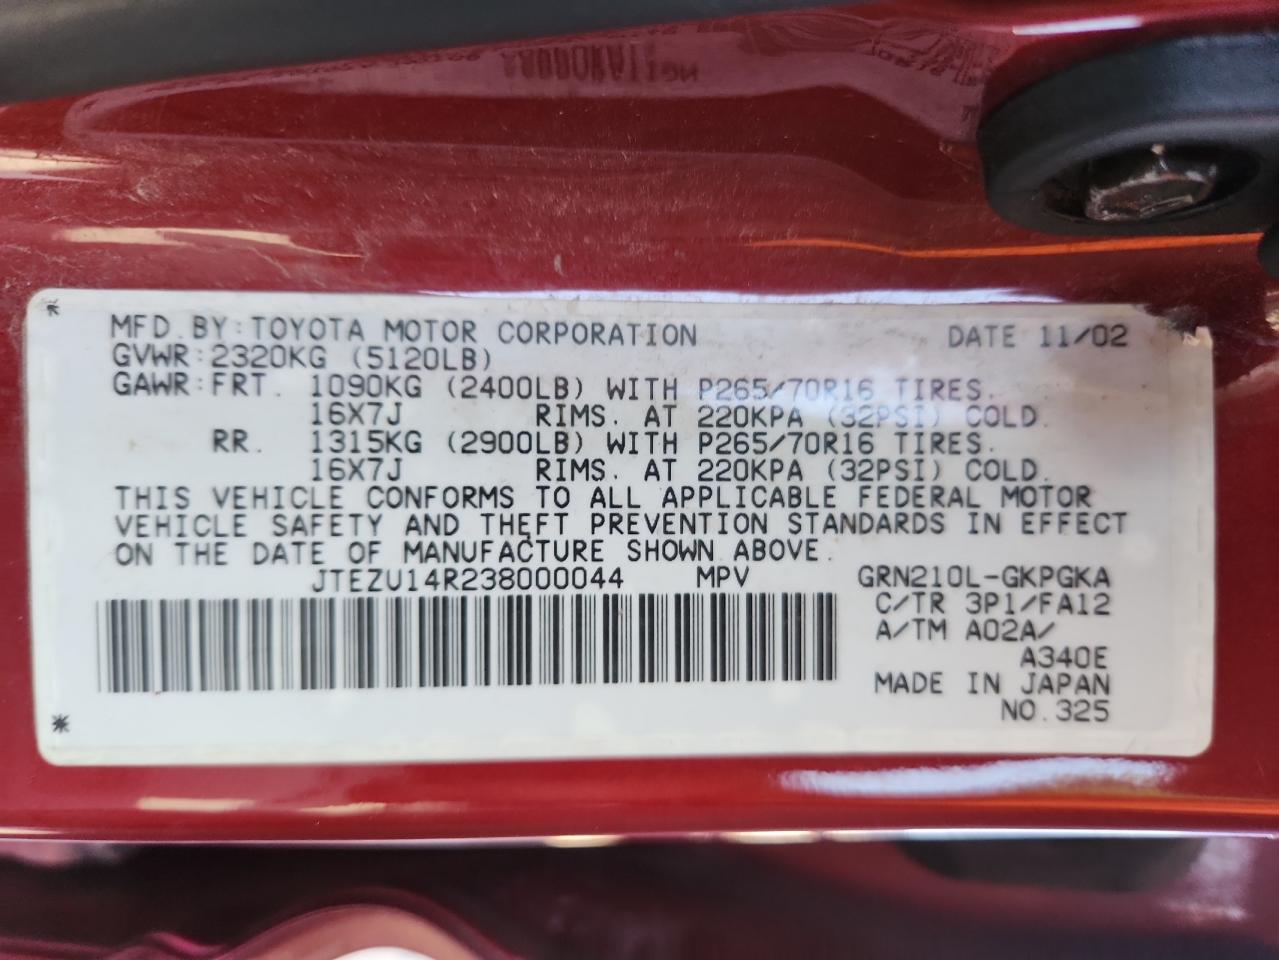 MFD. BY: TOYOTA MOTOR CORPORATION DATE 11/02
GVWR: 2320KG (5120LB)
GAWR: FRT. 1090KG (2400LB) WITH P265/70R16 TIRES.
16X7J RIMS. AT 220KPA (32PSI) COLD.
RR. 1315KG (2900LB) WITH P265/70R16 TIRES.
16X7J RIMS. AT 220KPA (32PSI) COLD.
THIS VEHICLE CONFORMS TO ALL APPLICABLE FEDERAL MOTOR
VEHICLE SAFETY AND THEFT PREVENTION STANDARDS IN EFFECT
ON THE DATE OF MANUFACTURE SHOWN ABOVE.
JTEZU14R238000044 MPV GRN210L-GKPGKA
C/TR 3P1/FA12
A/TM A02A/
A340E
MADE IN JAPAN
NO. 325